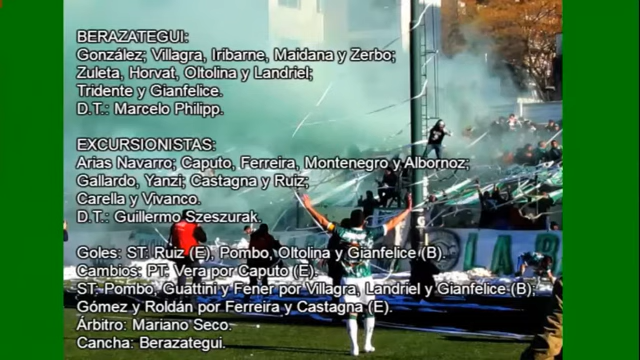 BERAZATEGUI:
González; Villagra, Iribarne, Maidana y Zerbo;
Zuleta, Horvat, Oltolina y Landriel;
Tridente y Gianfelice.
D.T.: Marcelo Philipp.
EXCURSIONISTAS:
Arias Navarro; Caputo, Ferreira, Montenegro y Albornoz;
Gallardo, Yanzi; Castagna y Ruiz;
Carella y Vivanco.
D.T.: Guillermo Szeszurak.
Goles: ST: Ruiz (E), Pombo, Oltolina y Gianfelice (B).
Cambios: PT: Vera por Caputo (E).
ST: Pombo, Guattini y Fener por Villagra, Landriel y Gianfelice (B);
Gómez y Roldán por Ferreira y Castagna (E).
Árbitro: Mariano Seco.
Cancha: Berazategui.
LA B